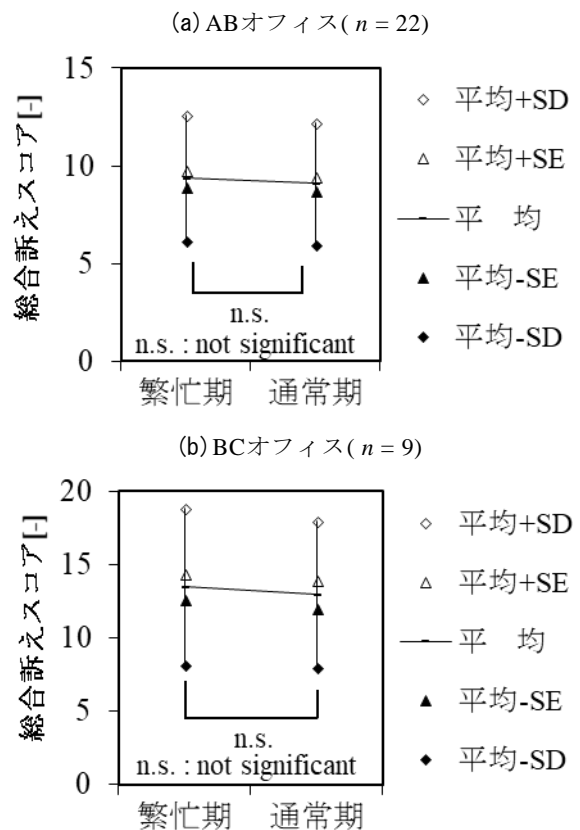 (a) ABオフィス( n = 22)
総合訴えスコア[-]
15
10
5
0
n.s.
n.s. : not significant
繁忙期 通常期
平均+SD
平均+SE
平 均
平均-SE
平均-SD
(b) BCオフィス( n = 9)
総合訴えスコア[-]
20
15
10
5
0
n.s.
n.s. : not significant
繁忙期 通常期
平均+SD
平均+SE
平 均
平均-SE
平均-SD